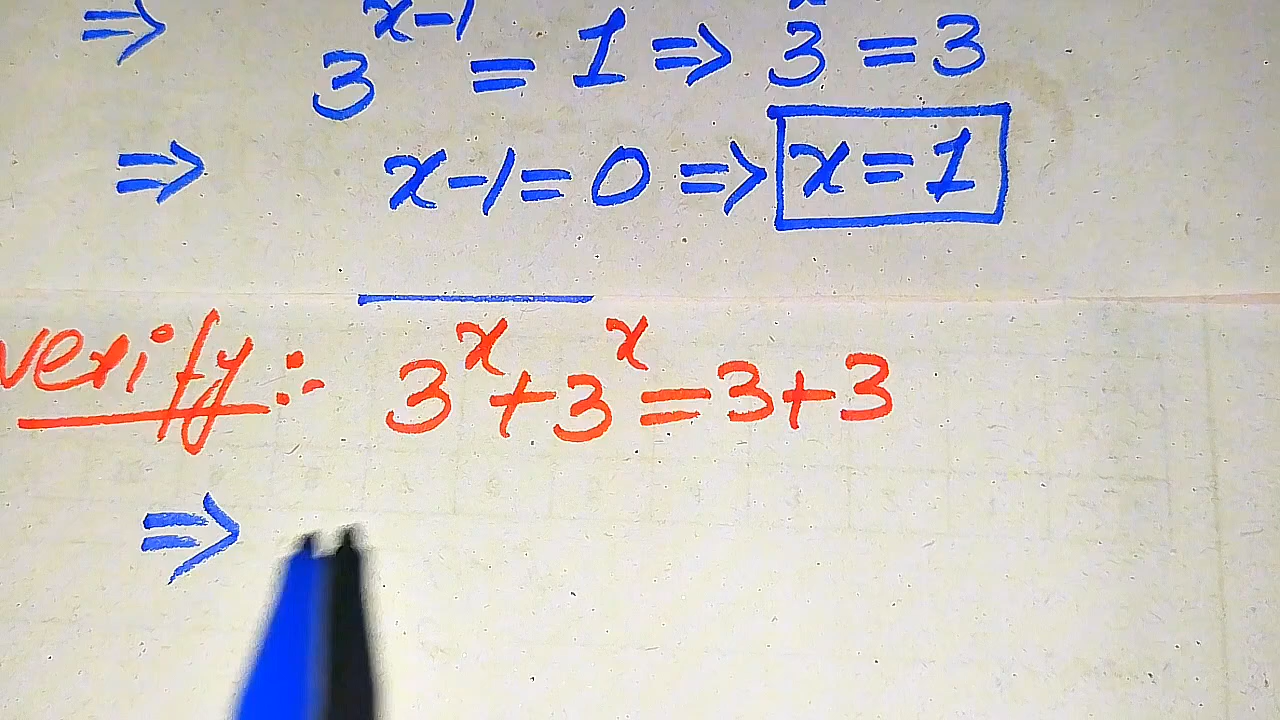 ⇒ 3^{x-1} = 1 ⇒ 3 = 3
⇒ x-1=0 ⇒ x=1
verify:- 3^x+3^x=3+3
⇒